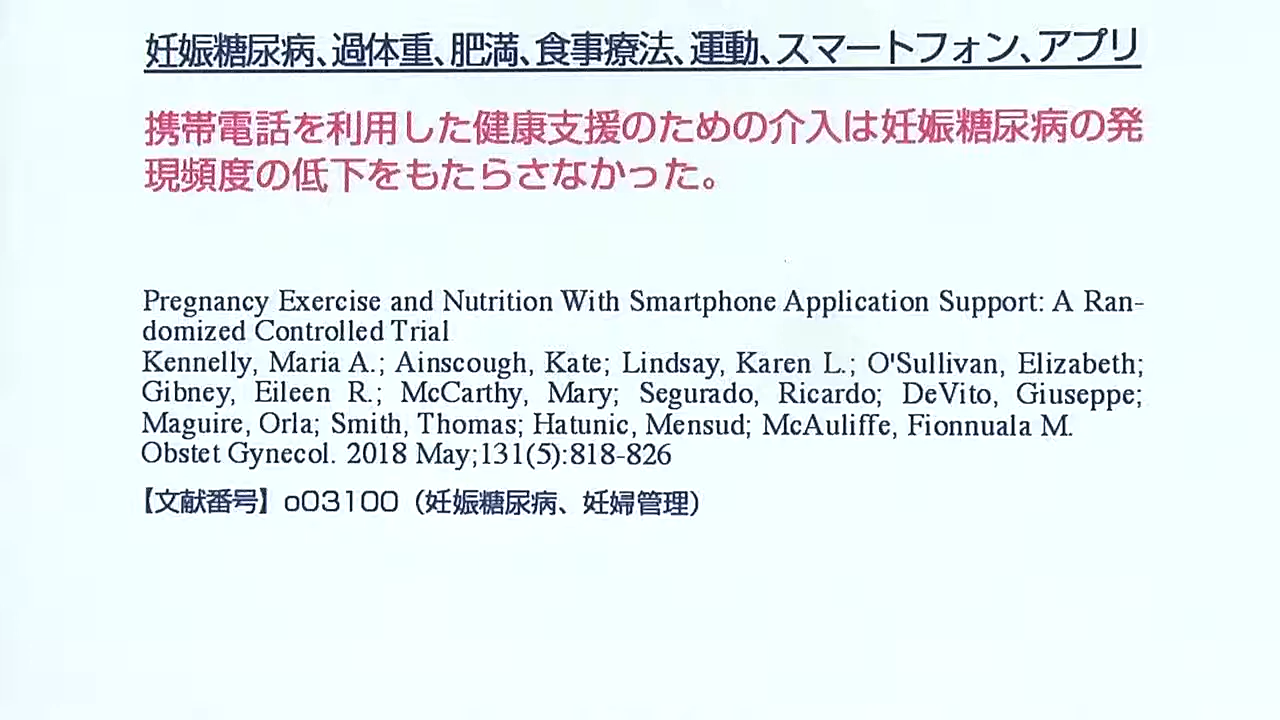 妊娠糖尿病、過体重、肥満、食事療法、運動、スマートフォン、アプリ
携帯電話を利用した健康支援のための介入は妊娠糖尿病の発
現頻度の低下をもたらさなかった。
Pregnancy Exercise and Nutrition With Smartphone Application Support: A Ran-
domized Controlled Trial
Kennelly, Maria A.; Ainscough, Kate; Lindsay, Karen L.; O'Sullivan, Elizabeth;
Gibney, Eileen R.; McCarthy, Mary; Segurado, Ricardo; DeVito, Giuseppe;
Maguire, Orla; Smith, Thomas; Hatunic, Mensud; McAuliffe, Fionnuala M.
Obstet Gynecol. 2018 May;131(5):818-826
【文献番号】o03100（妊娠糖尿病、妊婦管理）